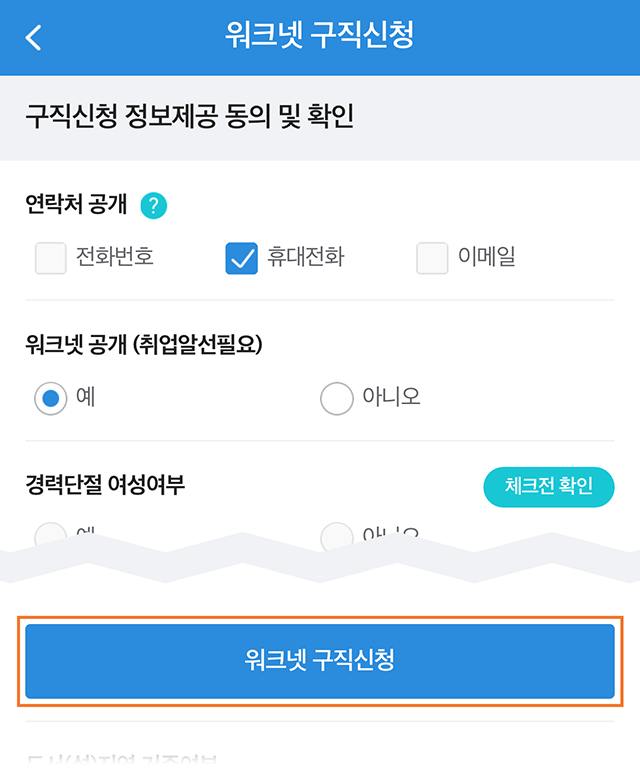 워크넷 구직신청
구직신청 정보제공 동의 및 확인
연락처 공개 ?
전화번호 휴대전화 이메일
워크넷 공개 (취업알선필요)
예 아니오
경력단절 여성여부 체크전 확인
예 아니오
워크넷 구직신청